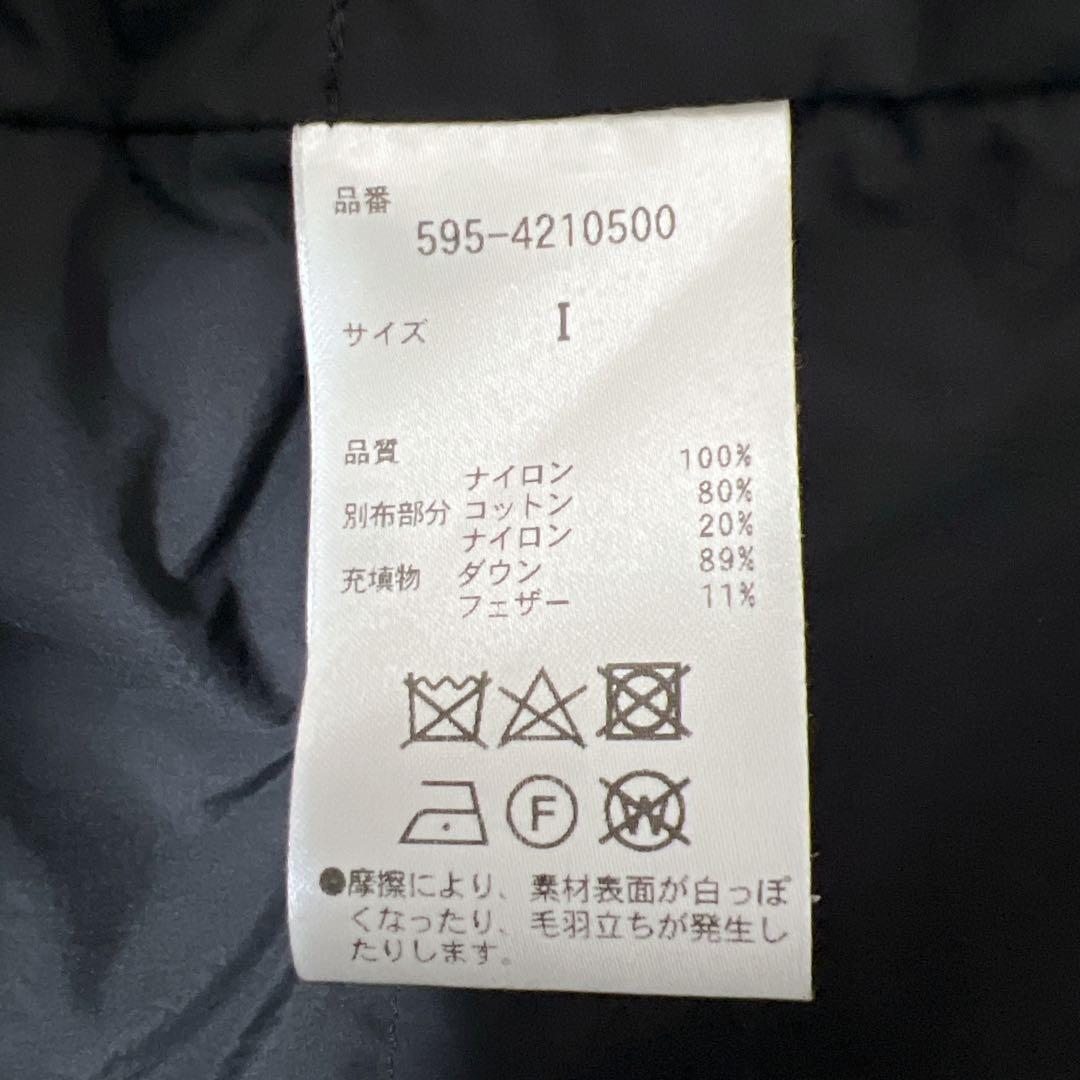 品番
595-4210500
サイズ I
品質 ナイロン 100%
別布部分 コットン 80%
ナイロン 20%
充填物 ダウン 89%
フェザー 11%
F W
●摩擦により、素材表面が白っぽ
くなったり、毛羽立ちが発生し
たりします。